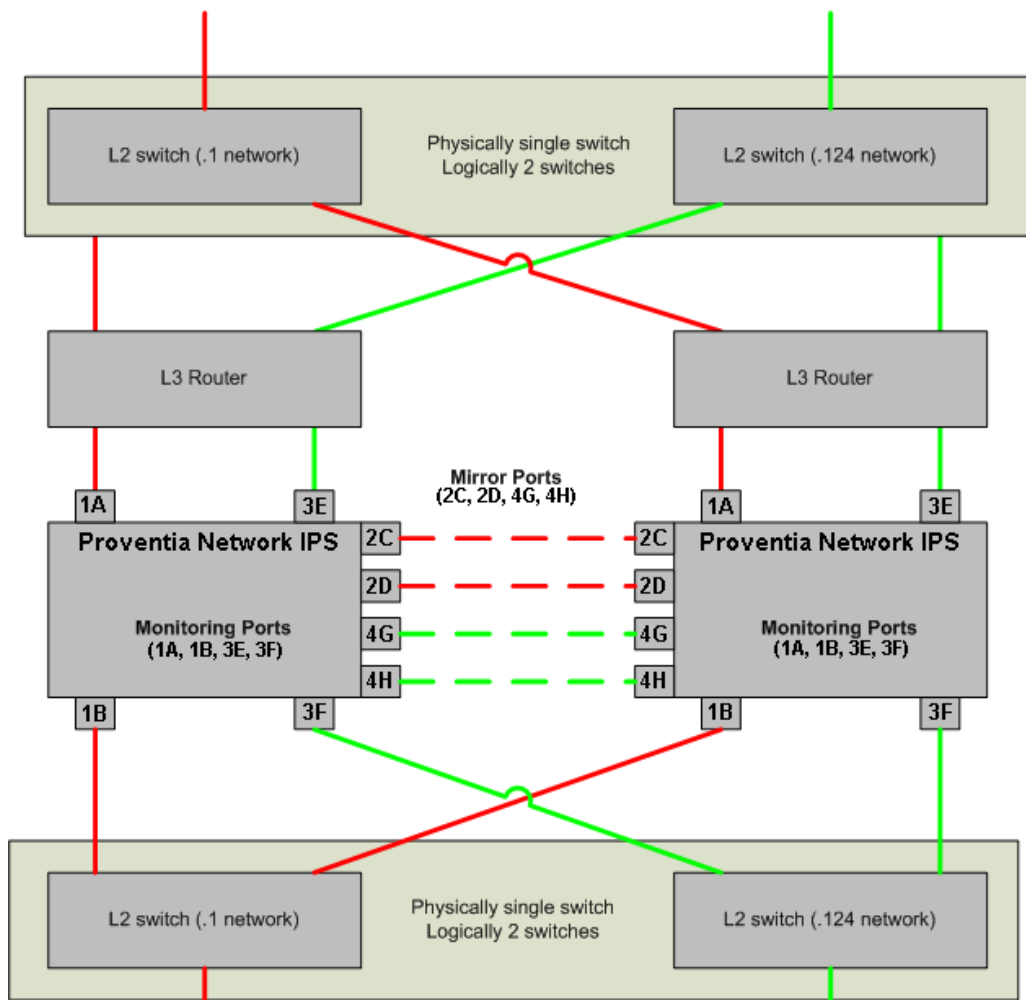 L2 switch (.1 network)
Physically single switch
Logically 2 switches
L2 switch (.124 network)
L3 Router
L3 Router
Mirror Ports
(2C, 2D, 4G, 4H)
1A
3E
1A
3E
Proventia Network IPS
2C
2C
Proventia Network IPS
2D
2D
Monitoring Ports
(1A, 1B, 3E, 3F)
4G
4G
Monitoring Ports
(1A, 1B, 3E, 3F)
4H
4H
1B
3F
1B
3F
L2 switch (.1 network)
Physically single switch
Logically 2 switches
L2 switch (.124 network)